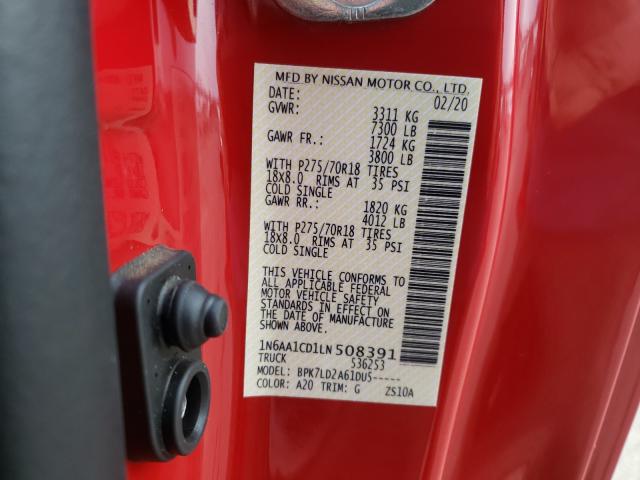 MFD BY NISSAN MOTOR CO., LTD.
DATE: 02/20
GVWR: 3311 KG
7300 LB
GAWR FR.: 1724 KG
3800 LB
WITH P275/70R18 TIRES
18x8.0 RIMS AT 35 PSI
COLD SINGLE
GAWR RR.: 1820 KG
4012 LB
WITH P275/70R18 TIRES
18x8.0 RIMS AT 35 PSI
COLD SINGLE
THIS VEHICLE CONFORMS TO
ALL APPLICABLE FEDERAL
MOTOR VEHICLE SAFETY
STANDARDS IN EFFECT ON
THE DATE OF MANUFACTURE
SHOWN ABOVE.
1N6AA1CD1LN508391
TRUCK 536253
MODEL: BPK7LD2A61DU5-----
COLOR: A20 TRIM: G ZS10A